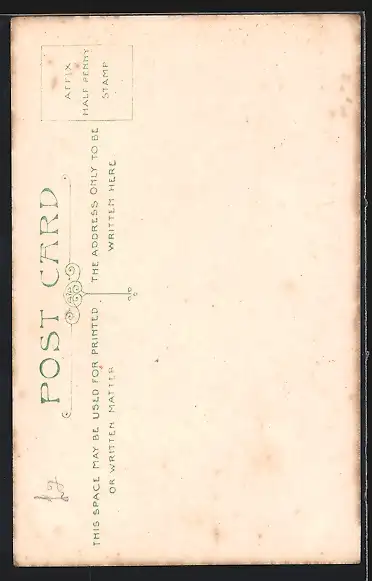 POST CARD
THIS SPACE MAY BE USED FOR PRINTED
OR WRITTEN MATTER
THE ADDRESS ONLY TO BE
WRITTEN HERE
AFFIX
HALF PENNY
STAMP